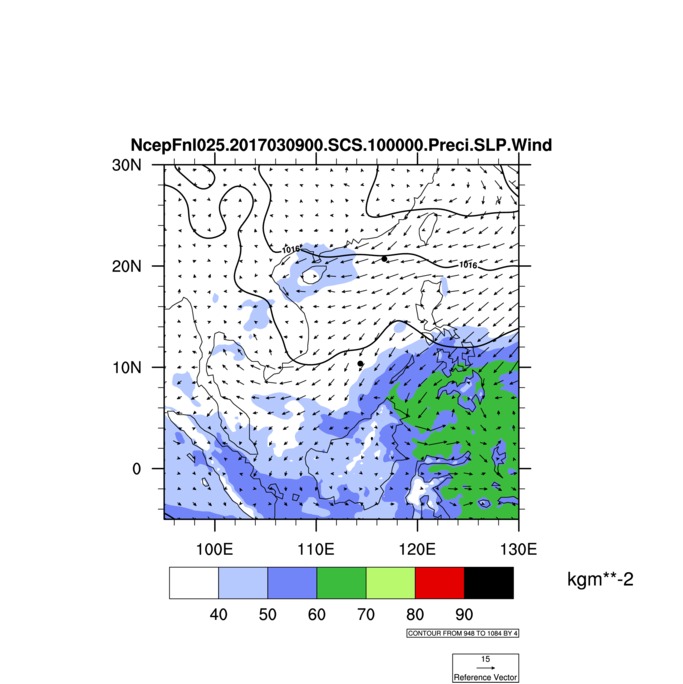 NcepFnl025.2017030900.SCS.100000.Preci.SLP.Wind
30N
1016
20N
1016
10N
0
100E 110E 120E 130E
kgm**-2
40 50 60 70 80 90
CONTOUR FROM 948 TO 1084 BY 4
15
Reference Vector